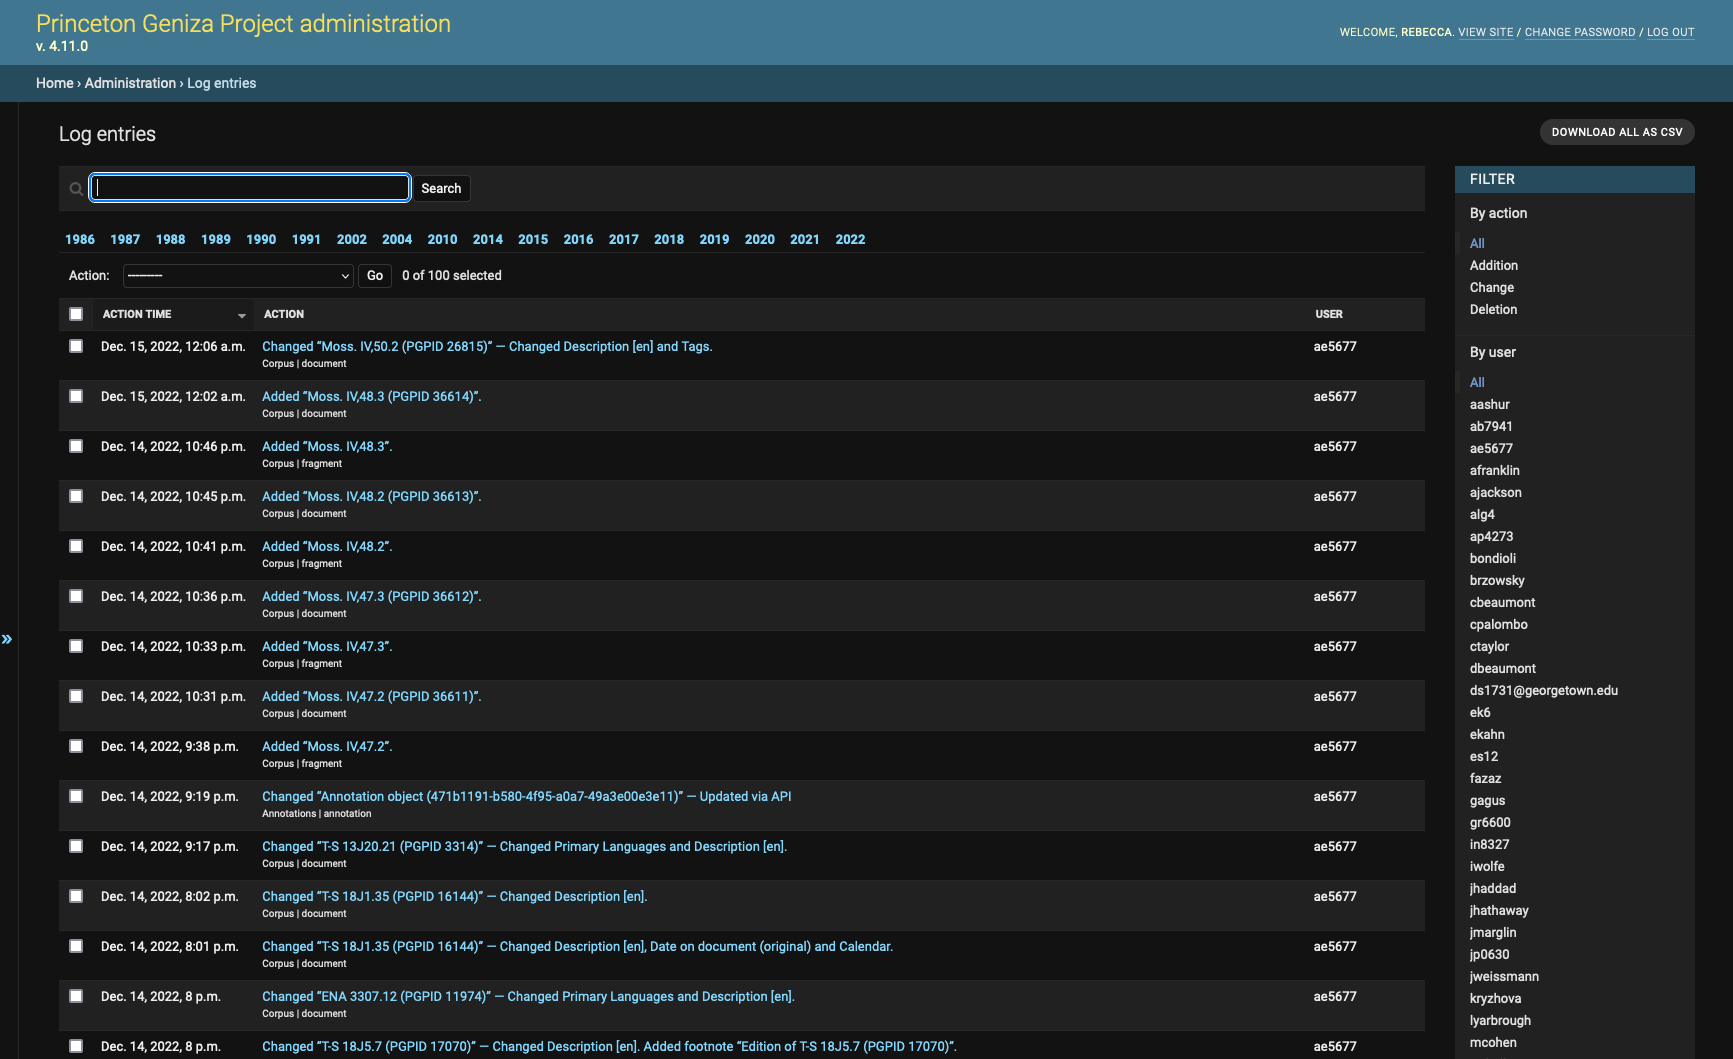 Princeton Geniza Project administration
v. 4.11.0
WELCOME, REBECCA. VIEW SITE / CHANGE PASSWORD / LOG OUT
Home › Administration › Log entries
Log entries
DOWNLOAD ALL AS CSV
Search
1986 1987 1988 1989 1990 1991 2002 2004 2010 2014 2015 2016 2017 2018 2019 2020 2021 2022
Action: --------- Go 0 of 100 selected
ACTION TIME ACTION USER
Dec. 15, 2022, 12:06 a.m. Changed “Moss. IV,50.2 (PGPID 26815)” — Changed Description [en] and Tags. ae5677
Corpus | document
Dec. 15, 2022, 12:02 a.m. Added “Moss. IV,48.3 (PGPID 36614)”. ae5677
Corpus | document
Dec. 14, 2022, 10:46 p.m. Added “Moss. IV,48.3”. ae5677
Corpus | fragment
Dec. 14, 2022, 10:45 p.m. Added “Moss. IV,48.2 (PGPID 36613)”. ae5677
Corpus | document
Dec. 14, 2022, 10:41 p.m. Added “Moss. IV,48.2”. ae5677
Corpus | fragment
Dec. 14, 2022, 10:36 p.m. Added “Moss. IV,47.3 (PGPID 36612)”. ae5677
Corpus | document
Dec. 14, 2022, 10:33 p.m. Added “Moss. IV,47.3”. ae5677
Corpus | fragment
Dec. 14, 2022, 10:31 p.m. Added “Moss. IV,47.2 (PGPID 36611)”. ae5677
Corpus | document
Dec. 14, 2022, 9:38 p.m. Added “Moss. IV,47.2”. ae5677
Corpus | fragment
Dec. 14, 2022, 9:19 p.m. Changed “Annotation object (471b1191-b580-4f95-a0a7-49a3e00e3e11)” — Updated via API ae5677
Annotations | annotation
Dec. 14, 2022, 9:17 p.m. Changed “T-S 13J20.21 (PGPID 3314)” — Changed Primary Languages and Description [en]. ae5677
Corpus | document
Dec. 14, 2022, 8:02 p.m. Changed “T-S 18J1.35 (PGPID 16144)” — Changed Description [en]. ae5677
Corpus | document
Dec. 14, 2022, 8:01 p.m. Changed “T-S 18J1.35 (PGPID 16144)” — Changed Description [en], Date on document (original) and Calendar. ae5677
Corpus | document
Dec. 14, 2022, 8 p.m. Changed “ENA 3307.12 (PGPID 11974)” — Changed Primary Languages and Description [en]. ae5677
Corpus | document
Dec. 14, 2022, 8 p.m. Changed “T-S 18J5.7 (PGPID 17070)” — Changed Description [en]. Added footnote “Edition of T-S 18J5.7 (PGPID 17070)”. ae5677
FILTER
By action
All
Addition
Change
Deletion
By user
All
aashur
ab7941
ae5677
afranklin
ajackson
alg4
ap4273
bondioli
brzowsky
cbeaumont
cpalombo
ctaylor
dbeaumont
ds1731@georgetown.edu
ek6
ekahn
es12
fazaz
gagus
gr6600
in8327
iwolfe
jhaddad
jhathaway
jmarglin
jp0630
jweissmann
kryzhova
lyarbrough
mcohen